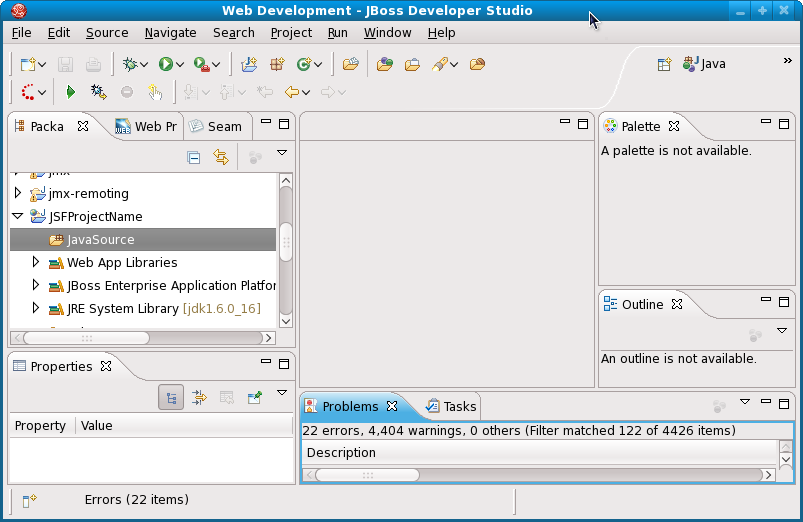 Web Development - JBoss Developer Studio
File Edit Source Navigate Search Project Run Window Help
Java »
Packa Web Pr Seam
Palette
A palette is not available.
jmx
jmx-remoting
JSFProjectName
JavaSource
Web App Libraries
JBoss Enterprise Application Platfor
JRE System Library [jdk1.6.0_16]
Outline
An outline is not available.
Properties
Property Value
Problems Tasks
22 errors, 4,404 warnings, 0 others (Filter matched 122 of 4426 items)
Description
Errors (22 items)